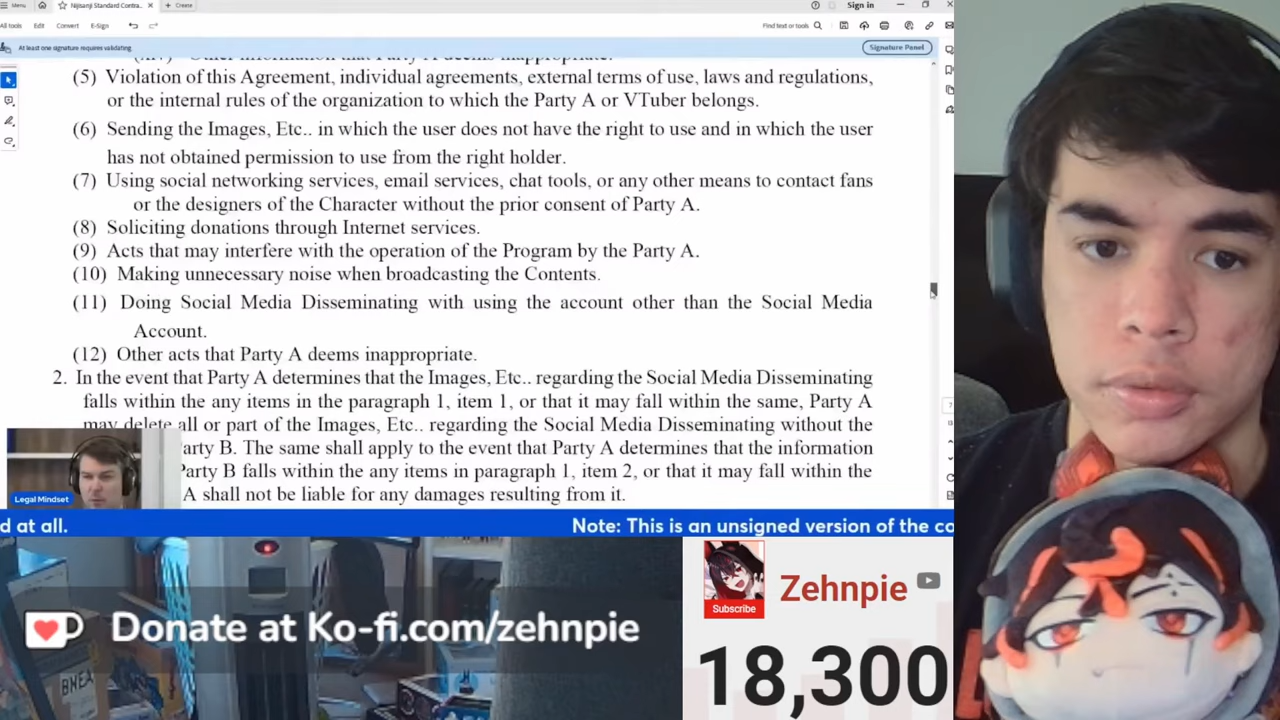 Menu
Nijisanji Standard Contra...
Create
Sign in
All tools Edit Convert E-Sign
Find text or tools
At least one signature requires validating
Signature Panel
(5) Violation of this Agreement, individual agreements, external terms of use, laws and regulations,
or the internal rules of the organization to which the Party A or VTuber belongs.
(6) Sending the Images, Etc.. in which the user does not have the right to use and in which the user
has not obtained permission to use from the right holder.
(7) Using social networking services, email services, chat tools, or any other means to contact fans
or the designers of the Character without the prior consent of Party A.
(8) Soliciting donations through Internet services.
(9) Acts that may interfere with the operation of the Program by the Party A.
(10) Making unnecessary noise when broadcasting the Contents.
(11) Doing Social Media Disseminating with using the account other than the Social Media
Account.
(12) Other acts that Party A deems inappropriate.
2. In the event that Party A determines that the Images, Etc.. regarding the Social Media Disseminating
falls within the any items in the paragraph 1, item 1, or that it may fall within the same, Party A
may delete all or part of the Images, Etc.. regarding the Social Media Disseminating without the
arty B. The same shall apply to the event that Party A determines that the information
arty B falls within the any items in paragraph 1, item 2, or that it may fall within the
A shall not be liable for any damages resulting from it.
Legal Mindset
d at all.
Note: This is an unsigned version of the co
Donate at Ko-fi.com/zehnpie
Subscribe
Zehnpie
18,300